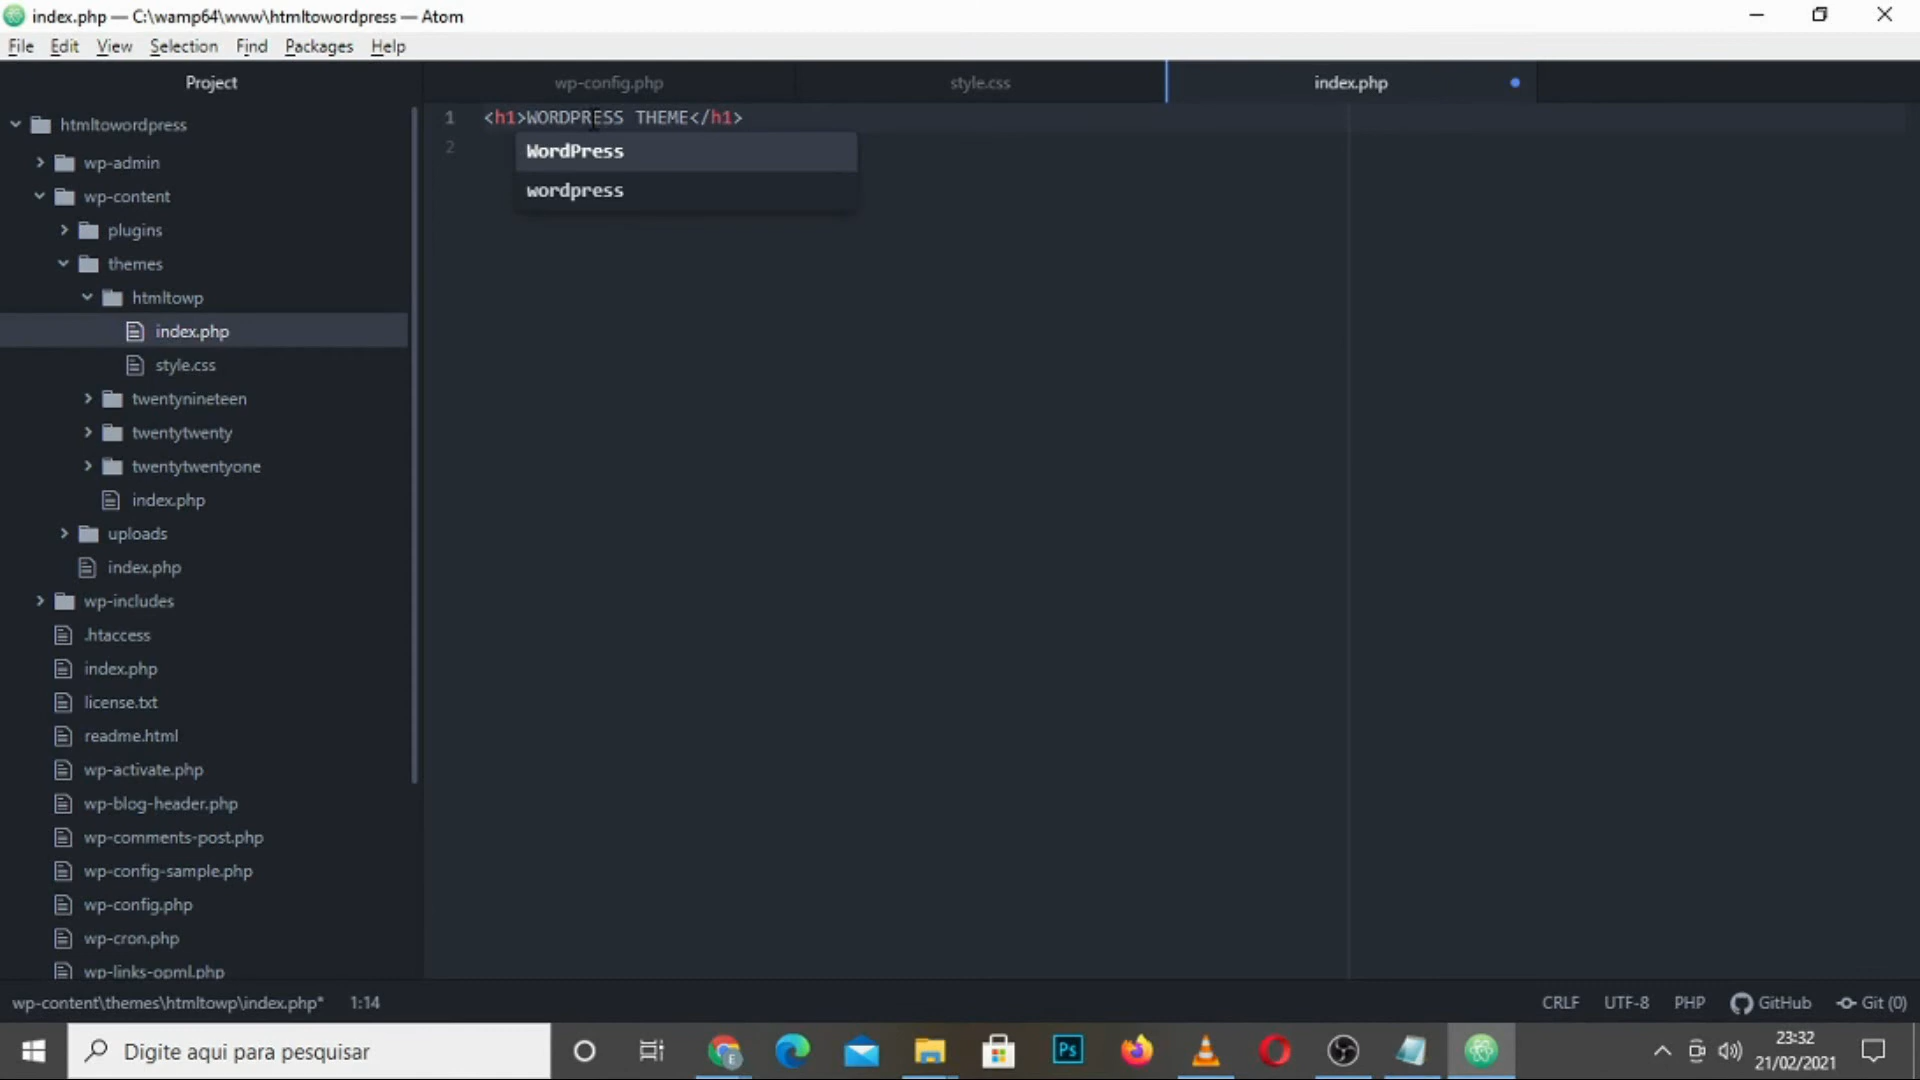 index.php — C:\wamp64\www\htmltowordpress — Atom
File Edit View Selection Find Packages Help
Project
wp-config.php
style.css
index.php
htmltowordpress
wp-admin
wp-content
plugins
themes
htmltowp
index.php
style.css
twentynineteen
twentytwenty
twentytwentyone
index.php
uploads
index.php
wp-includes
.htaccess
index.php
license.txt
readme.html
wp-activate.php
wp-blog-header.php
wp-comments-post.php
wp-config-sample.php
wp-config.php
wp-cron.php
wp-links-opml.php
1 <h1>WORDPRESS THEME</h1>
2
WordPress
wordpress
wp-content\themes\htmltowp\index.php* 1:14
CRLF UTF-8 PHP GitHub Git (0)
Digite aqui para pesquisar
E
Ps
23:32
21/02/2021